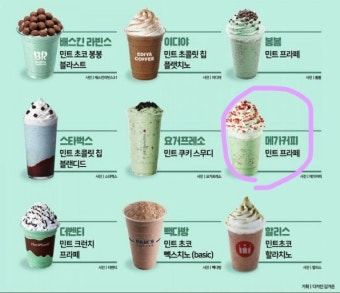 배스킨 라빈스
민트 초코 봉봉
블라스트
이디야
민트 초콜릿 칩
플랫치노
봉봉
민트 프라페
스타벅스
민트 초콜릿 칩
블렌디드
요거프레소
민트 쿠키 스무디
메가커피
민트 프라페
더벤티
민트 크런치
프라페
빽다방
민트 초코
빽스치노 (basic)
할리스
민트초코
할라치노
EDIYA
COFFEE